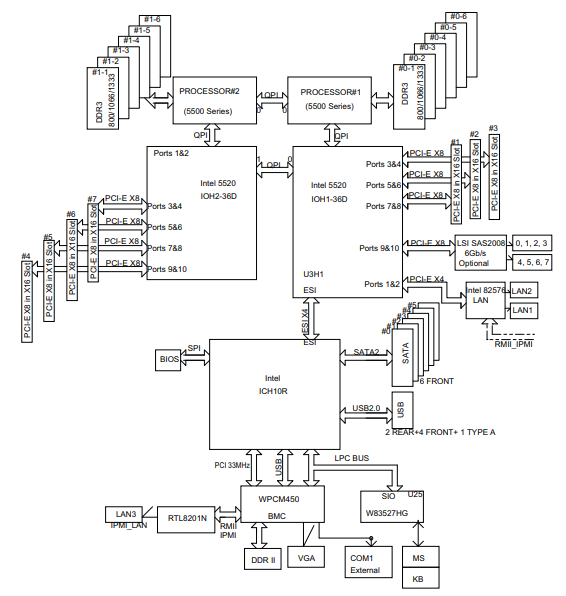 #1-6
#1-5
#1-4
#1-3
#1-2
#1-1
DDR3
800/1066/1333
#0-6
#0-5
#0-4
#0-3
#0-2
#0-1
DDR3
800/1066/1333
PROCESSOR#2
(5500 Series)
QPI
PROCESSOR#1
(5500 Series)
QPI
QPI
Ports 1&2
Intel 5520
IOH2-36D
Ports 3&4
Ports 5&6
Ports 7&8
Ports 9&10
1
QPI
0
Intel 5520
IOH1-36D
Ports 3&4
Ports 5&6
Ports 7&8
Ports 9&10
Ports 1&2
U3H1
ESI
PCI-E X8
PCI-E X8
PCI-E X8
#1
#2
#3
PCI-E X8 in X16 Slot
PCI-E X8 in X16 Slot
PCI-E X8 in X16 Slot
PCI-E X8
PCI-E X8
PCI-E X8
PCI-E X8
#7
#6
#5
#4
PCI-E X8 in X16 Slot
PCI-E X8 in X16 Slot
PCI-E X8 in X16 Slot
PCI-E X8 in X16 Slot
PCI-E X8
LSI SAS2008
6Gb/s
Optional
0, 1, 2, 3
4, 5, 6, 7
PCI-E X4
Intel 82576
LAN
LAN2
LAN1
RMII_IPMI
ESI X4
ESI
Intel
ICH10R
SPI
BIOS
SATA2
#5
#4
#3
#2
#1
#0
SATA
6 FRONT
USB2.0
USB
2 REAR+4 FRONT+ 1 TYPE A
PCI 33MHz
USB
LPC BUS
WPCM450
BMC
SIO
U25
W83527HG
LAN3
IPMI_LAN
RTL8201N
RMII
IPMI
DDR II
VGA
COM1
External
MS
KB